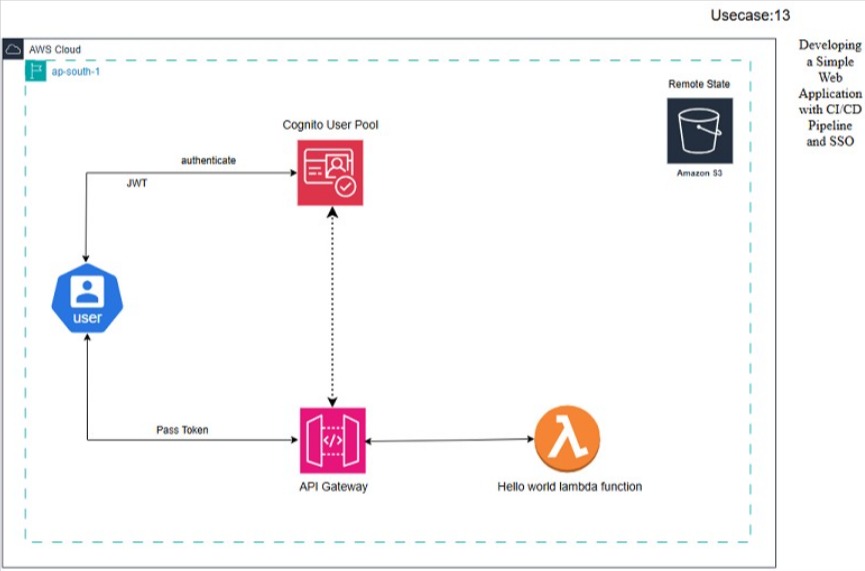 Usecase:13
AWS Cloud
ap-south-1
Developing
a Simple
Web
Application
with CI/CD
Pipeline
and SSO
Remote State
Amazon S3
Cognito User Pool
authenticate
JWT
user
Pass Token
</>
API Gateway
Hello world lambda function